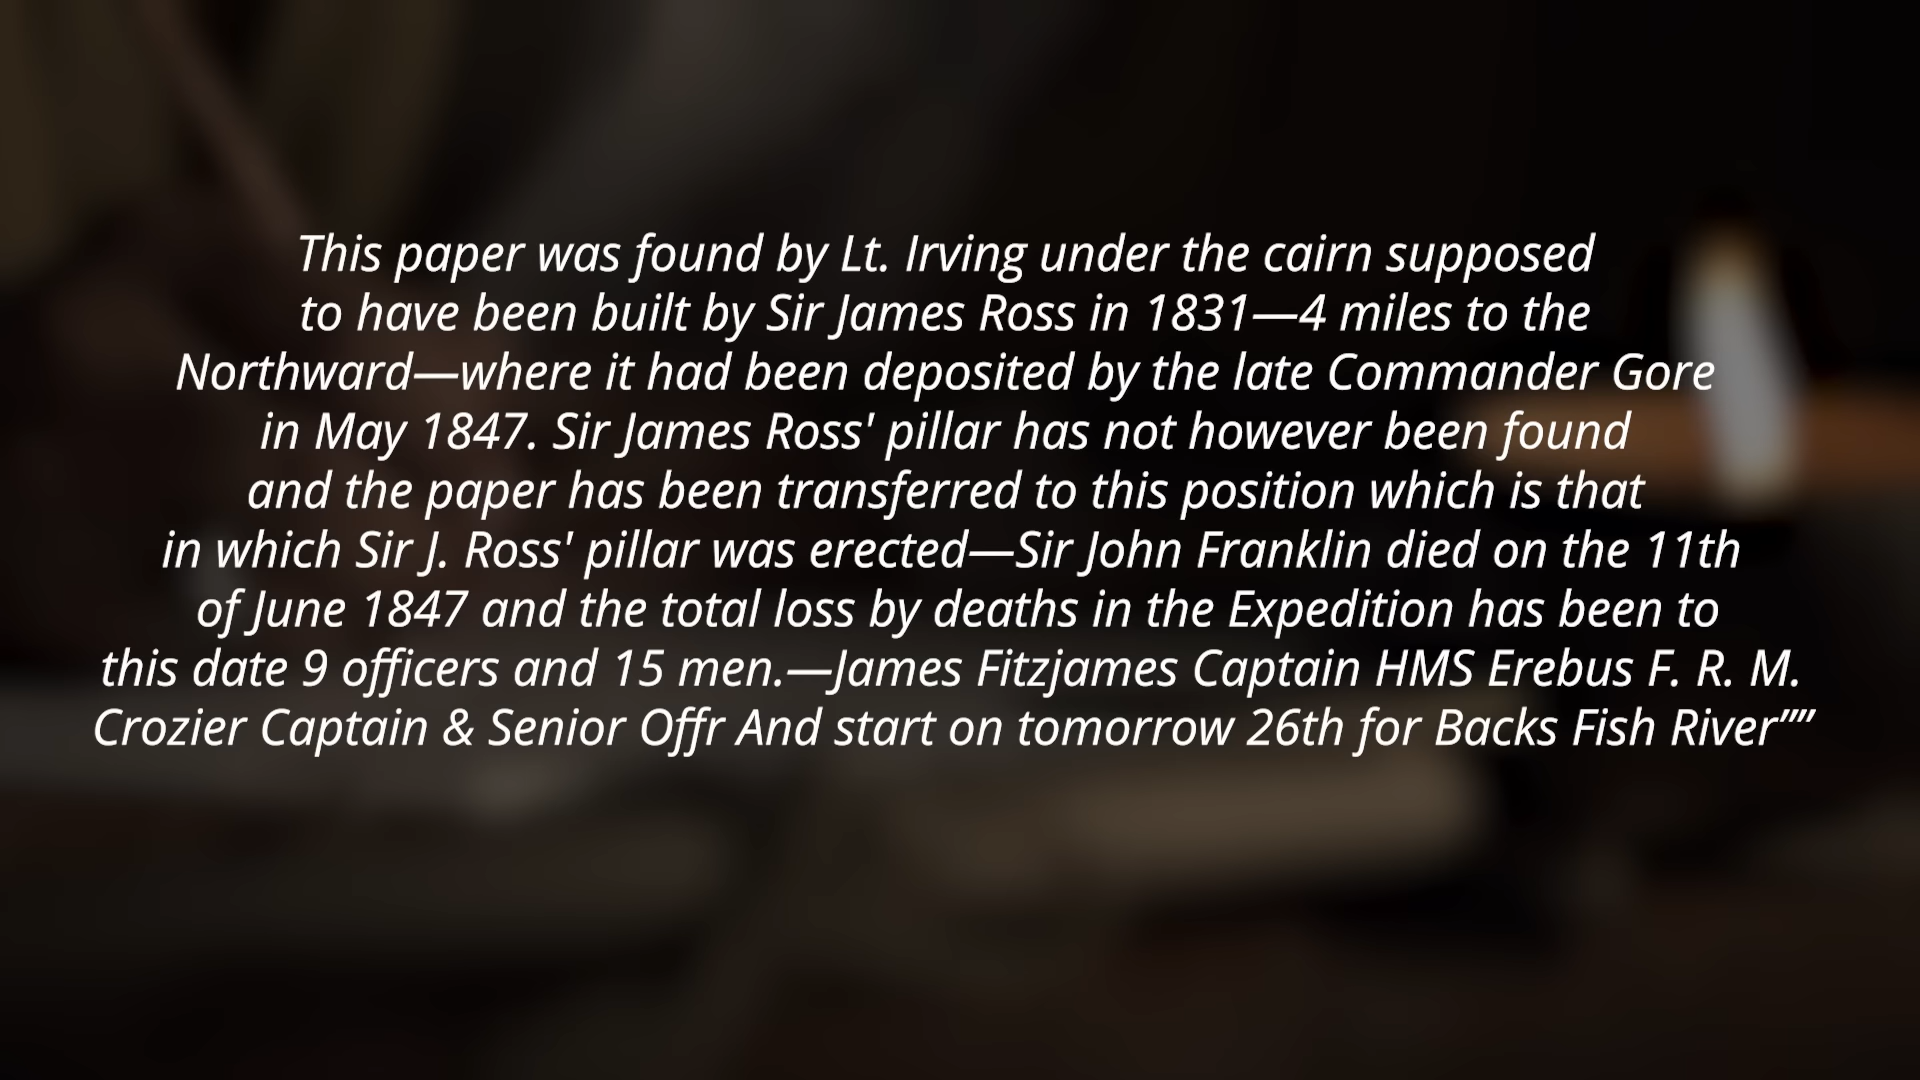 This paper was found by Lt. Irving under the cairn supposed
to have been built by Sir James Ross in 1831—4 miles to the
Northward—where it had been deposited by the late Commander Gore
in May 1847. Sir James Ross' pillar has not however been found
and the paper has been transferred to this position which is that
in which Sir J. Ross' pillar was erected—Sir John Franklin died on the 11th
of June 1847 and the total loss by deaths in the Expedition has been to
this date 9 officers and 15 men.—James Fitzjames Captain HMS Erebus F. R. M.
Crozier Captain & Senior Offr And start on tomorrow 26th for Backs Fish River””